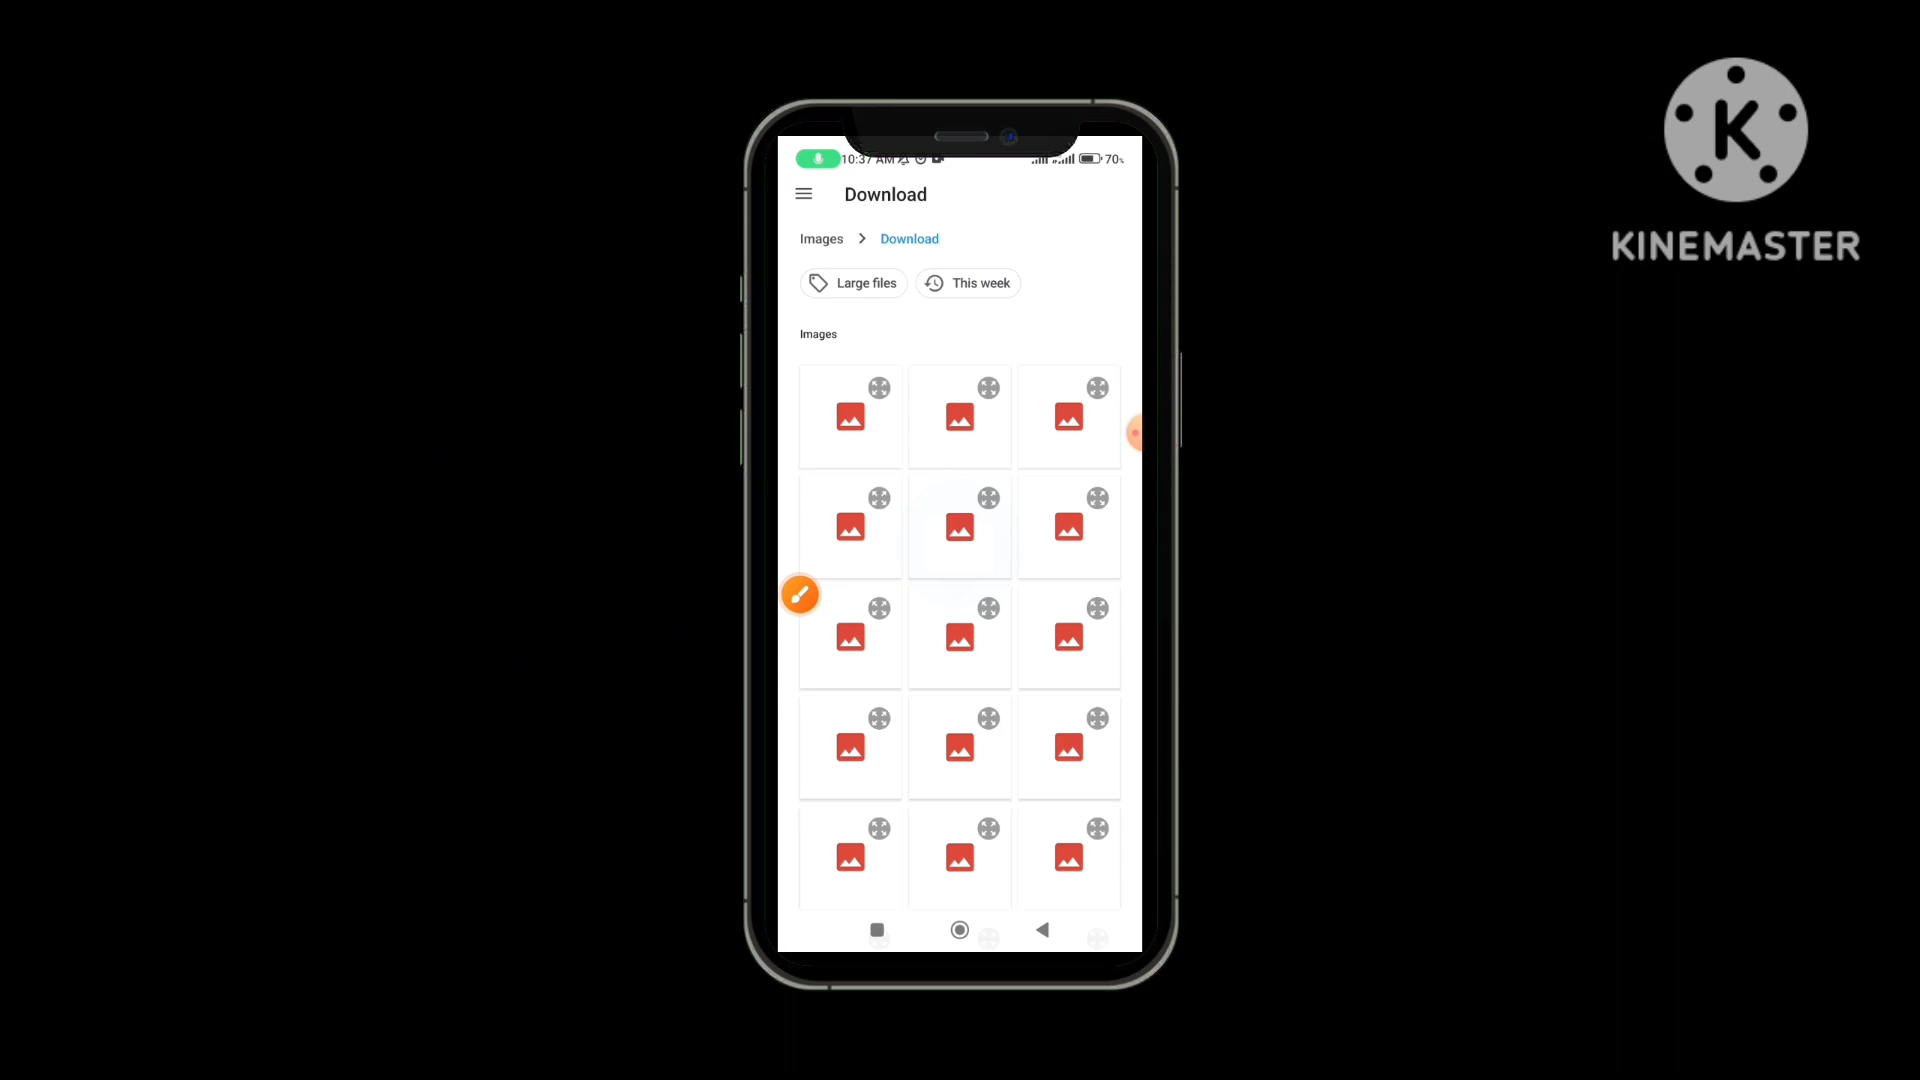 10:37 AM 70%
Download
Images > Download
Large files This week
Images
K
KINEMASTER